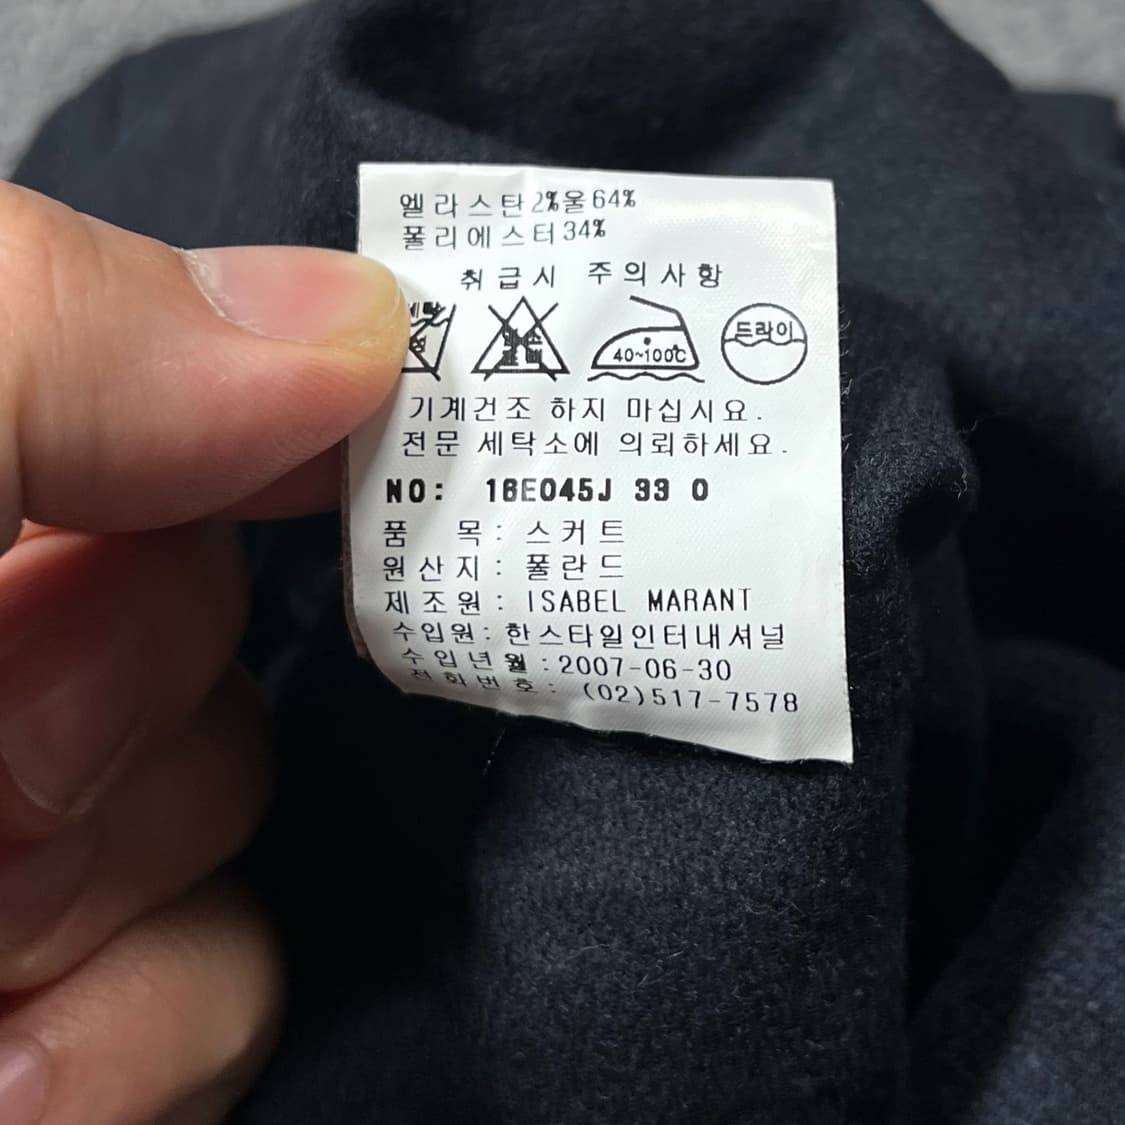 엘라스탄2%울64%
폴리에스터34%
취급시 주의사항
40~100℃
드라이
기계건조 하지 마십시요.
전문 세탁소에 의뢰하세요.
NO: 16E045J 33 0
품 목: 스커트
원산지: 폴란드
제조원: ISABEL MARANT
수입원: 한스타일인터내셔널
수입년월:2007-06-30
전화번호: (02)517-7578